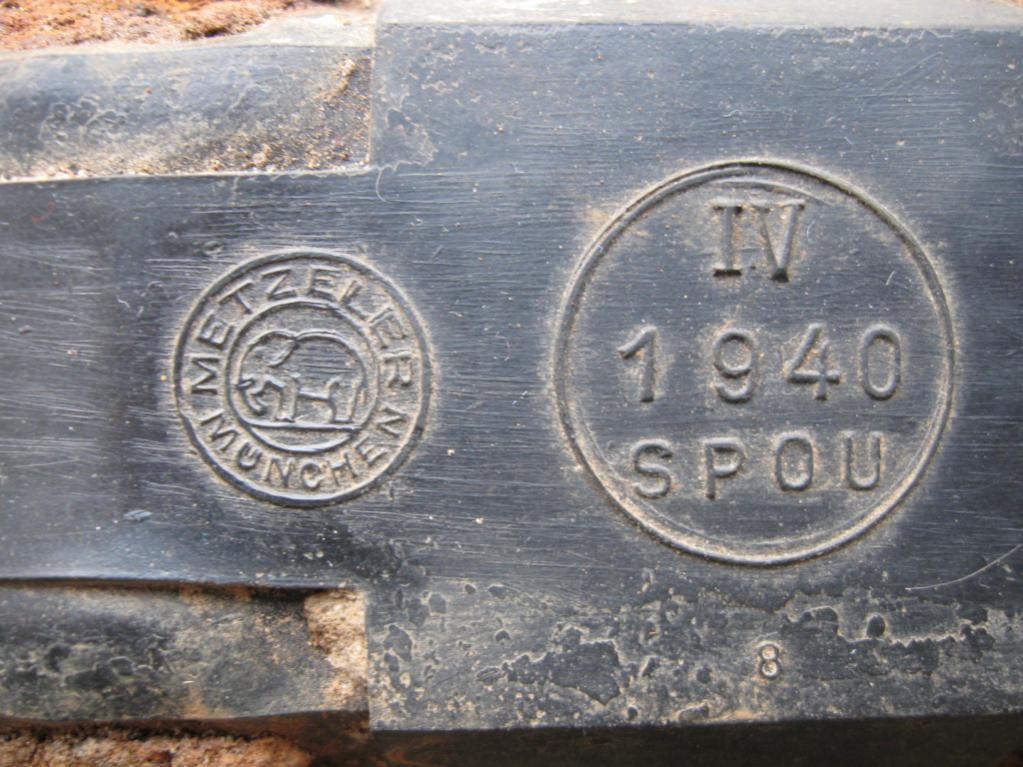 METZELER
MÜNCHEN
IV
1940
SPOU
8